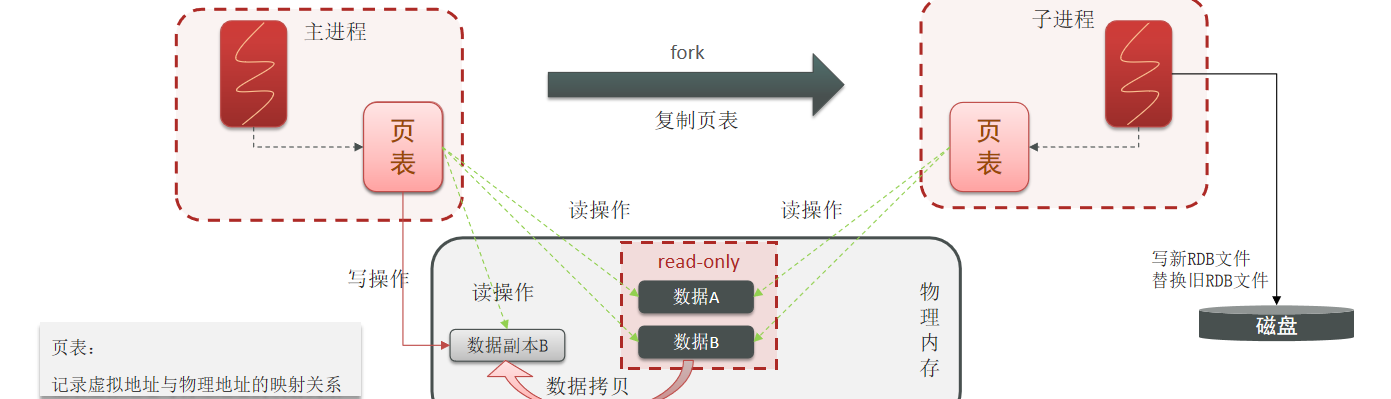 主进程
fork
子进程
页
表
复制页表
页
表
读操作
读操作
写操作
读操作
read-only
数据A
数据B
数据副本B
数据拷贝
物
理
内
存
写新RDB文件
替换旧RDB文件
磁盘
页表：
记录虚拟地址与物理地址的映射关系